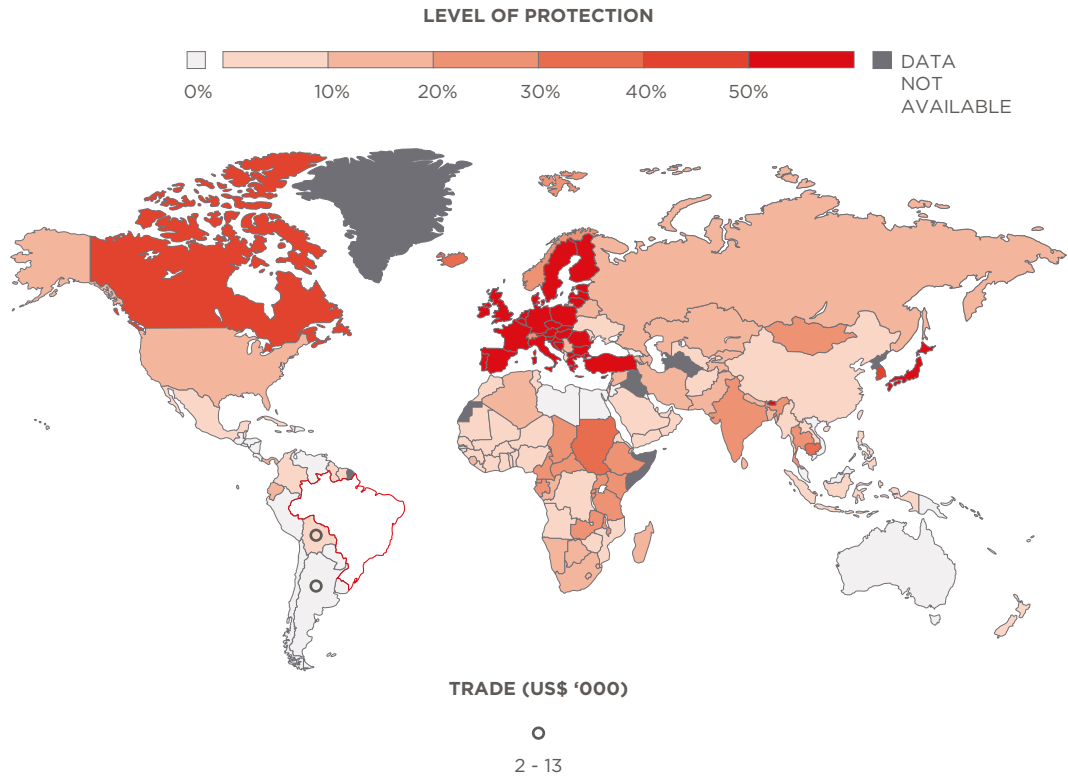 LEVEL OF PROTECTION
DATA
NOT
AVAILABLE
0% 10% 20% 30% 40% 50%
TRADE (US$ ‘000)
2 - 13